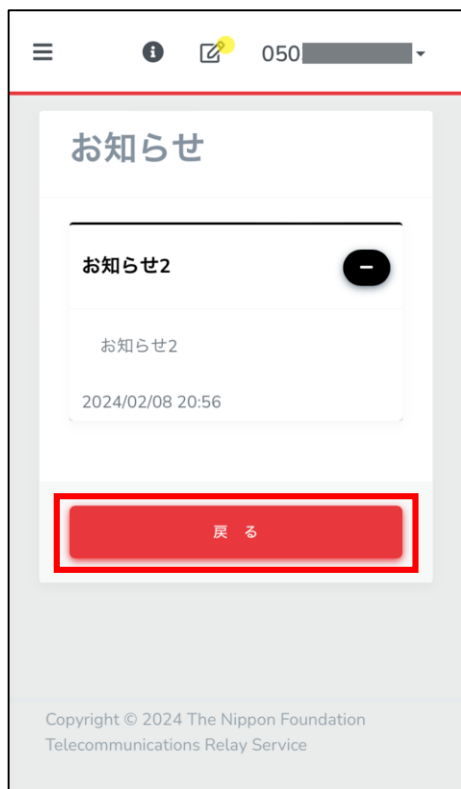 050
お知らせ
お知らせ2
お知らせ2
2024/02/08 20:56
戻 る
Copyright © 2024 The Nippon Foundation
Telecommunications Relay Service